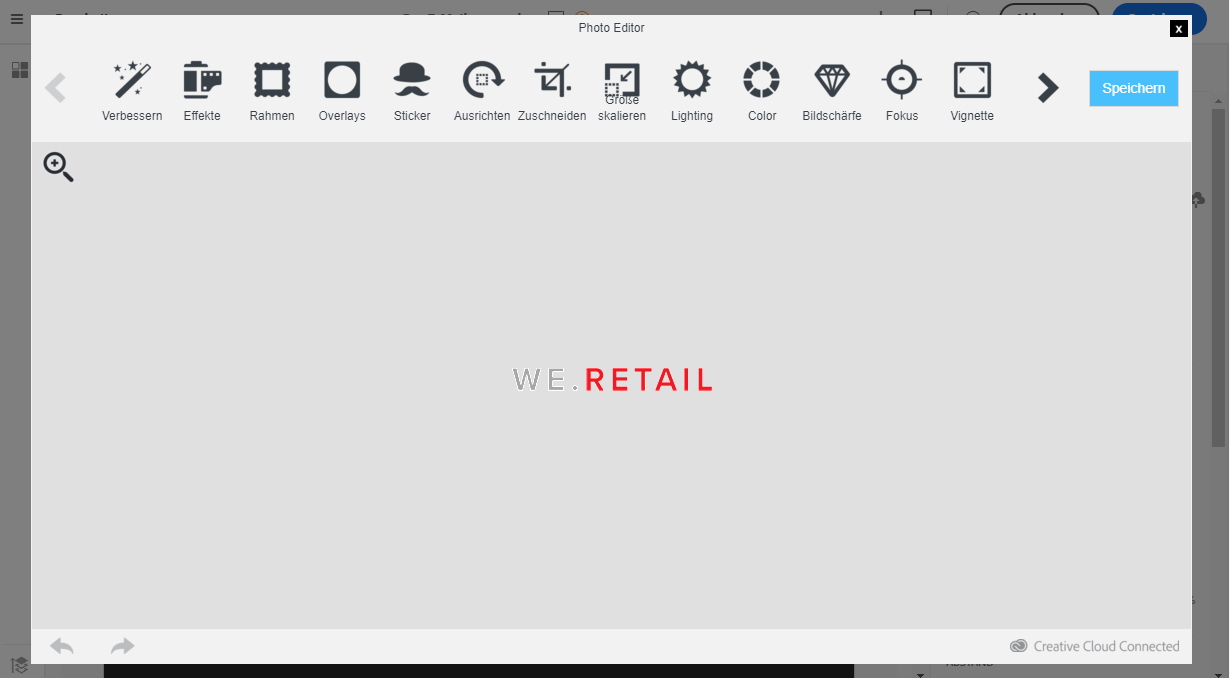 Photo Editor
x
Verbessern
Effekte
Rahmen
Overlays
Sticker
Ausrichten
Zuschneiden
Größe
skalieren
Lighting
Color
Bildschärfe
Fokus
Vignette
Speichern
WE.RETAIL
Creative Cloud Connected